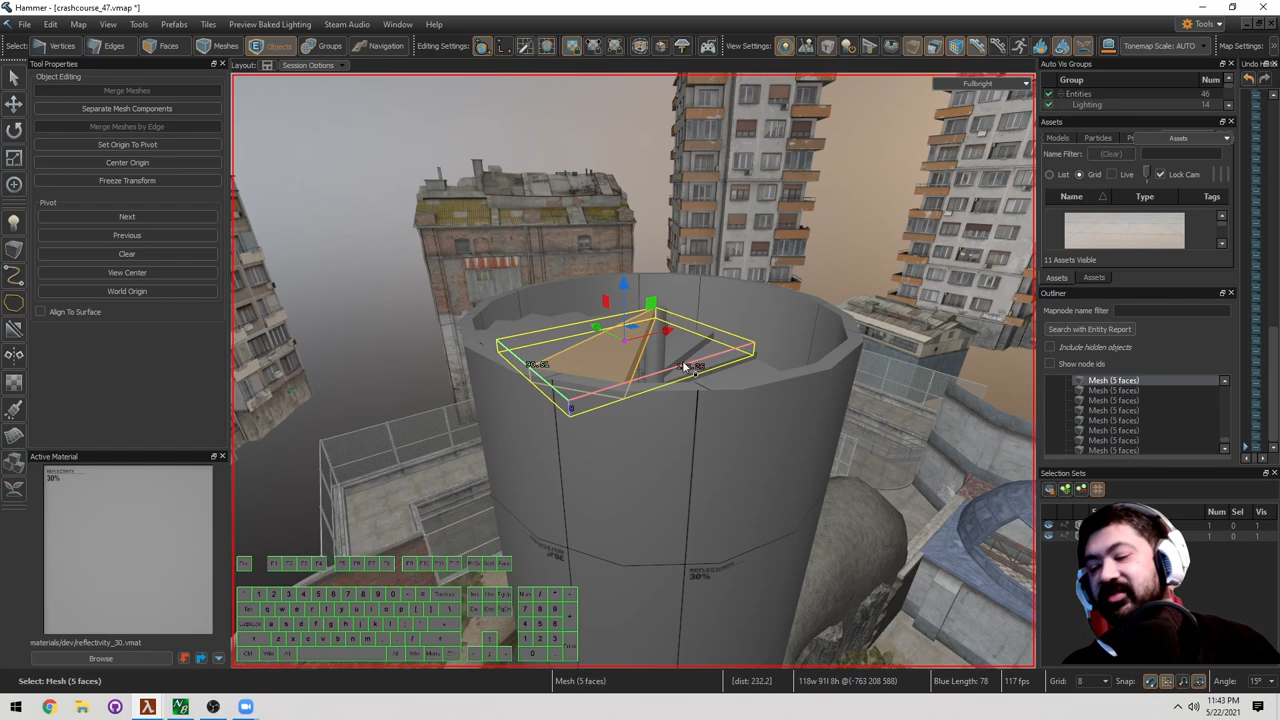 Hammer - [crashcourse_47.vmap *]
File Edit Map Tools Prefabs Tiles Preview Baked Lighting Steam Audio Window Help
Tools
Select: Vertices Edges Faces Meshes Objects Groups Navigation Editing Settings: View Settings: Tonemap Scale: AUTO Map Settings:
Tool Properties
Layout: Session Options
Auto Vis Groups
Undo
Object Editing
Merge Meshes
Separate Mesh Components
Merge Meshes by Edge
Set Origin To Pivot
Center Origin
Freeze Transform
Pivot
Next
Previous
Clear
View Center
World Origin
Align To Surface
Active Material
REFLECTIVITY
30%
materials/dev/reflectivity_30.vmat
Browse
Fullbright
8
REFLECTIVITY
30%
Group Num
Entities 46
Lighting 14
Assets
Models Particles Assets
Name Filter: (Clear)
List Grid Live Lock Cam
Name Type Tags
11 Assets Visible
Assets Assets
Outliner
Mapnode name filter
Search with Entity Report
Include hidden objects
Show node ids
Mesh (5 faces)
Mesh (5 faces)
Mesh (5 faces)
Mesh (5 faces)
Mesh (5 faces)
Mesh (5 faces)
Mesh (5 faces)
Mesh (5 faces)
Selection Sets
Num Sel Vis
1 0 1
1 0 1
Select: Mesh (5 faces) Mesh (5 faces) [dist: 232.2] 118w 91l 8h @(-763 208 588) Blue Length: 78 117 fps Grid: 8 Snap: Angle: 15°
11:43 PM
5/22/2021